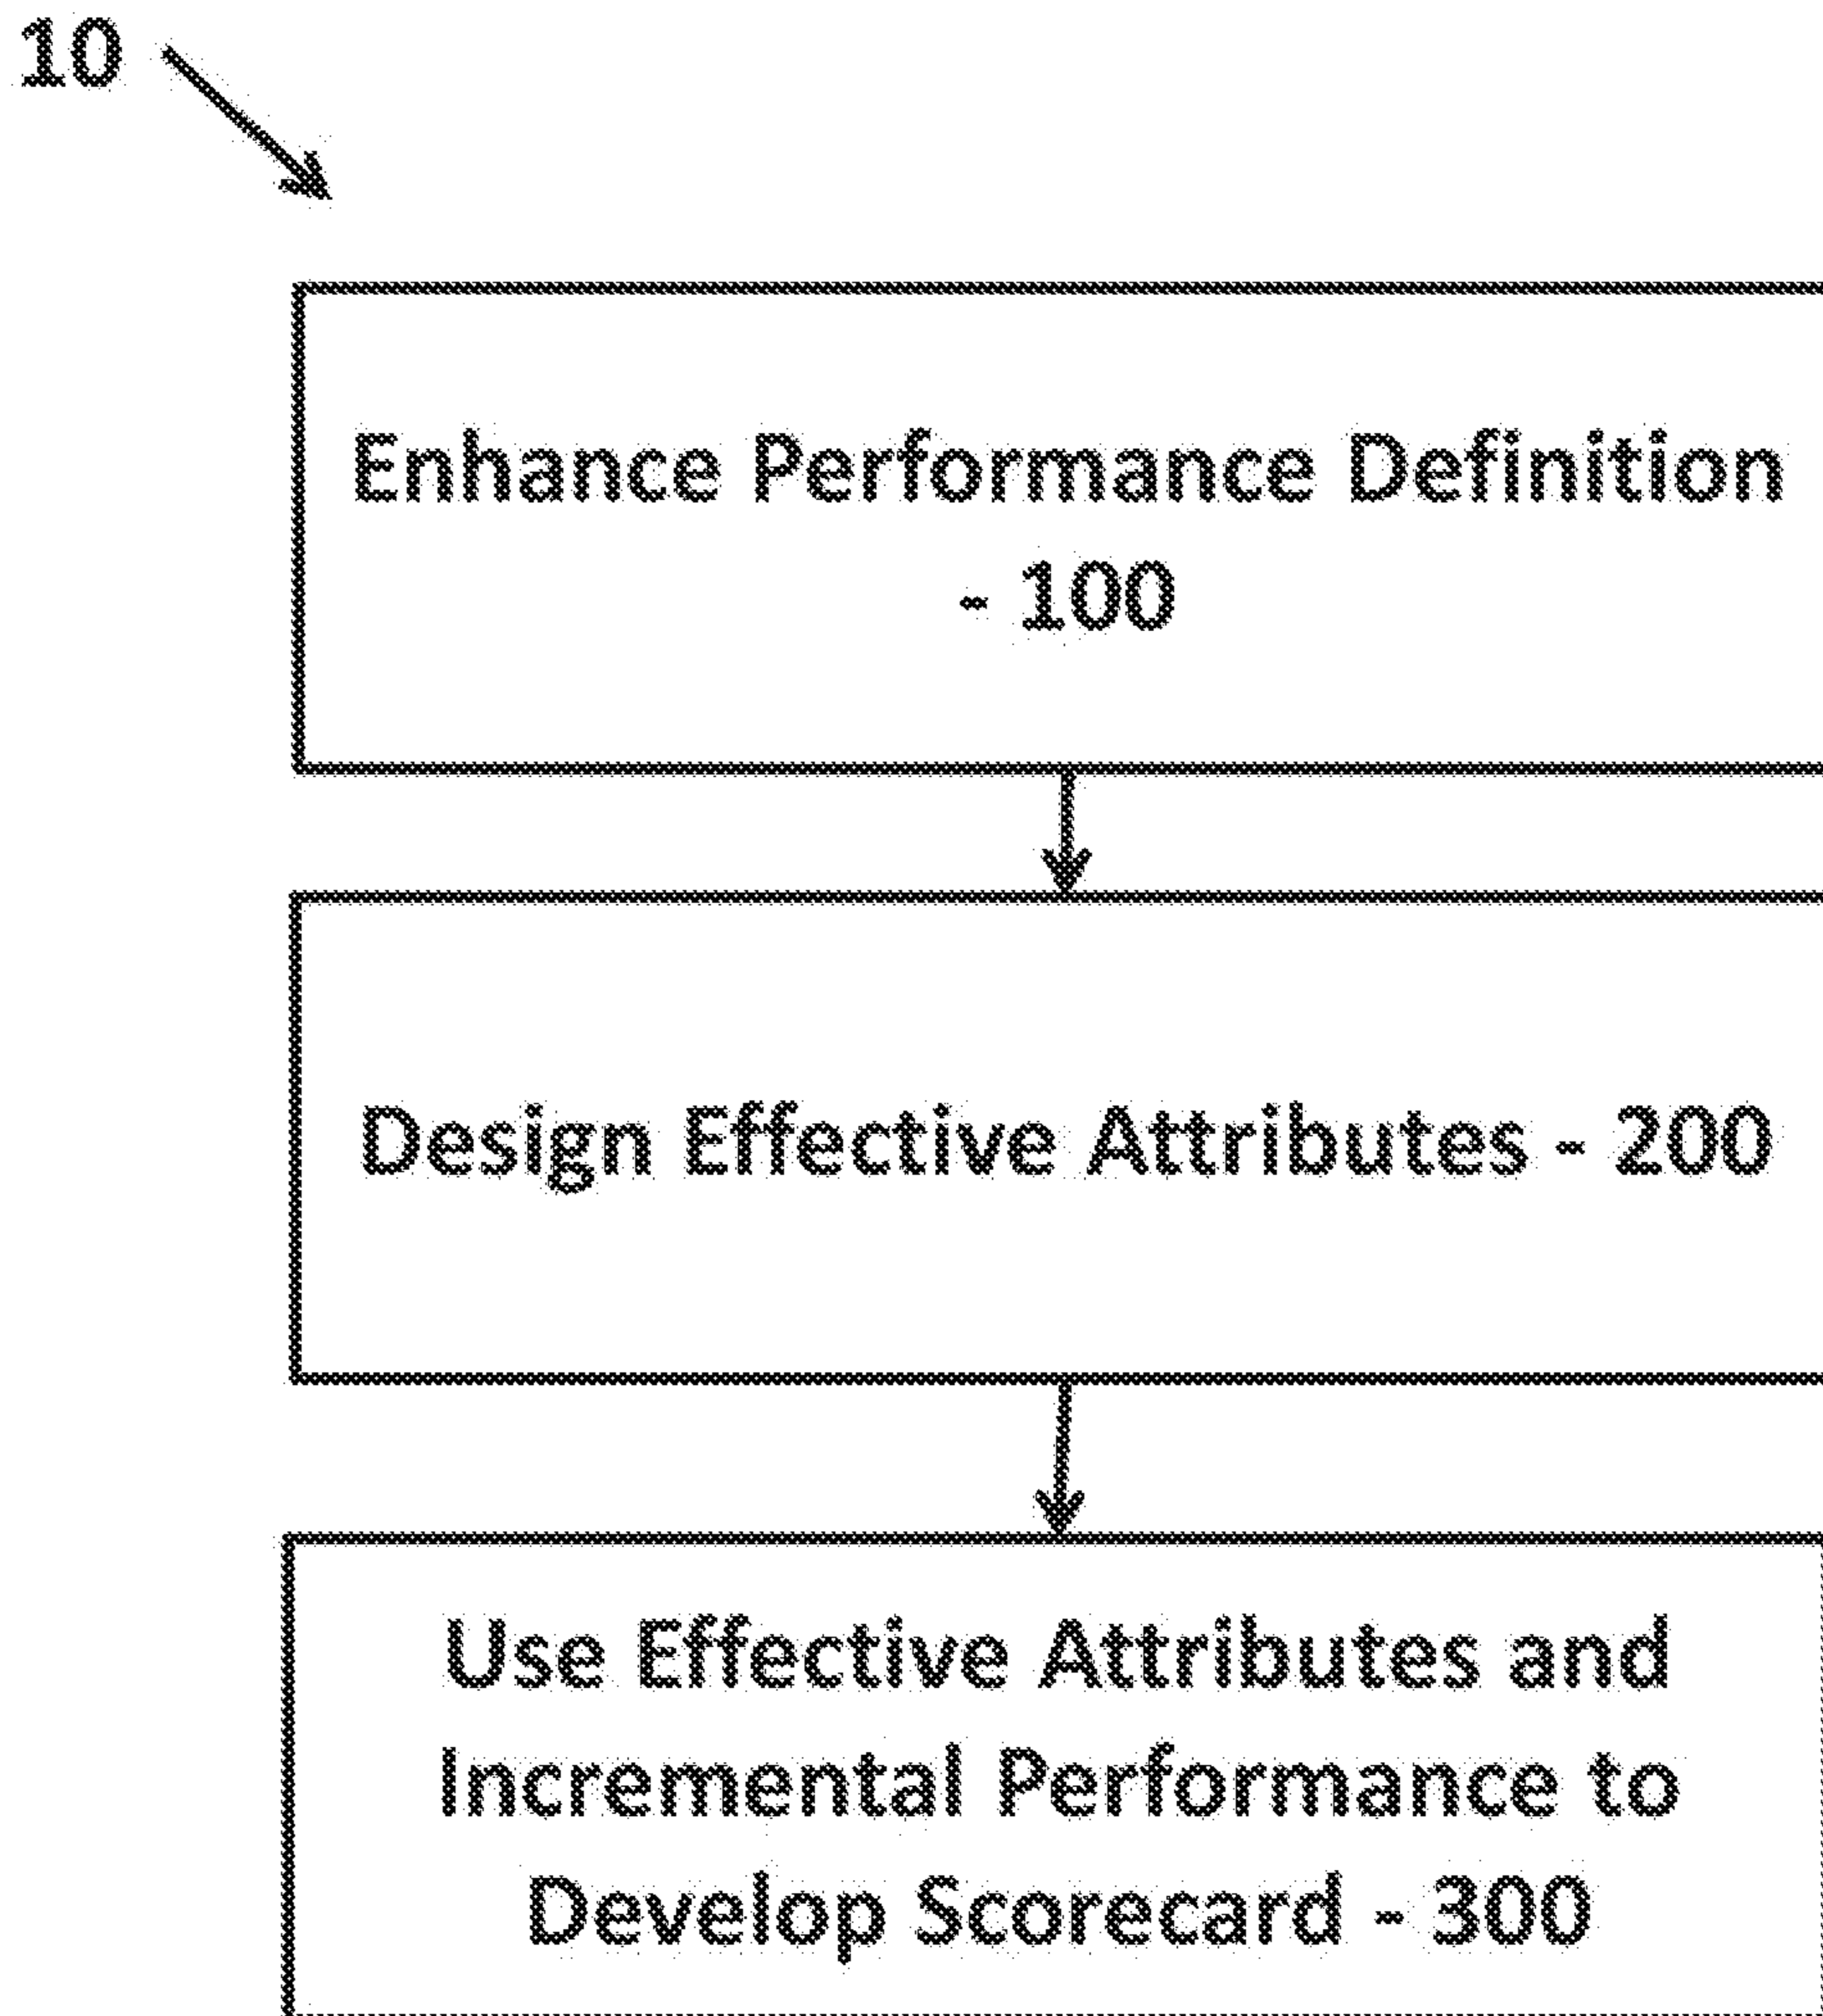 10
Enhance Performance Definition
- 100
Design Effective Attributes - 200
Use Effective Attributes and
Incremental Performance to
Develop Scorecard - 300